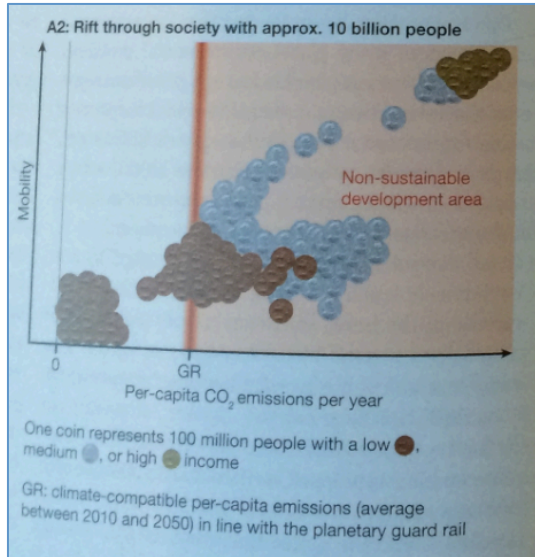 A2: Rift through society with approx. 10 billion people
Mobility
Non-sustainable
development area
0
GR
Per-capita CO₂ emissions per year
One coin represents 100 million people with a low ,
medium , or high income
GR: climate-compatible per-capita emissions (average
between 2010 and 2050) in line with the planetary guard rail